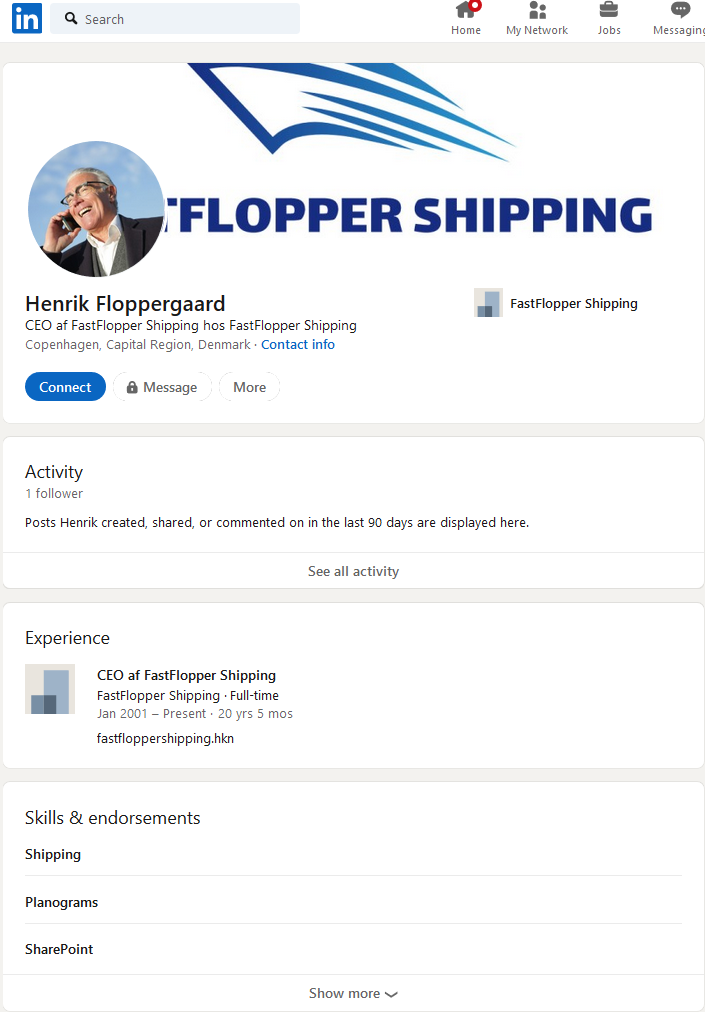 in
Search
Home
My Network
Jobs
Messaging
TFLOPPER SHIPPING
Henrik Floppergaard
FastFlopper Shipping
CEO af FastFlopper Shipping hos FastFlopper Shipping
Copenhagen, Capital Region, Denmark · Contact info
Connect
Message
More
Activity
1 follower
Posts Henrik created, shared, or commented on in the last 90 days are displayed here.
See all activity
Experience
CEO af FastFlopper Shipping
FastFlopper Shipping · Full-time
Jan 2001 – Present · 20 yrs 5 mos
fastfloppershipping.hkn
Skills & endorsements
Shipping
Planograms
SharePoint
Show more